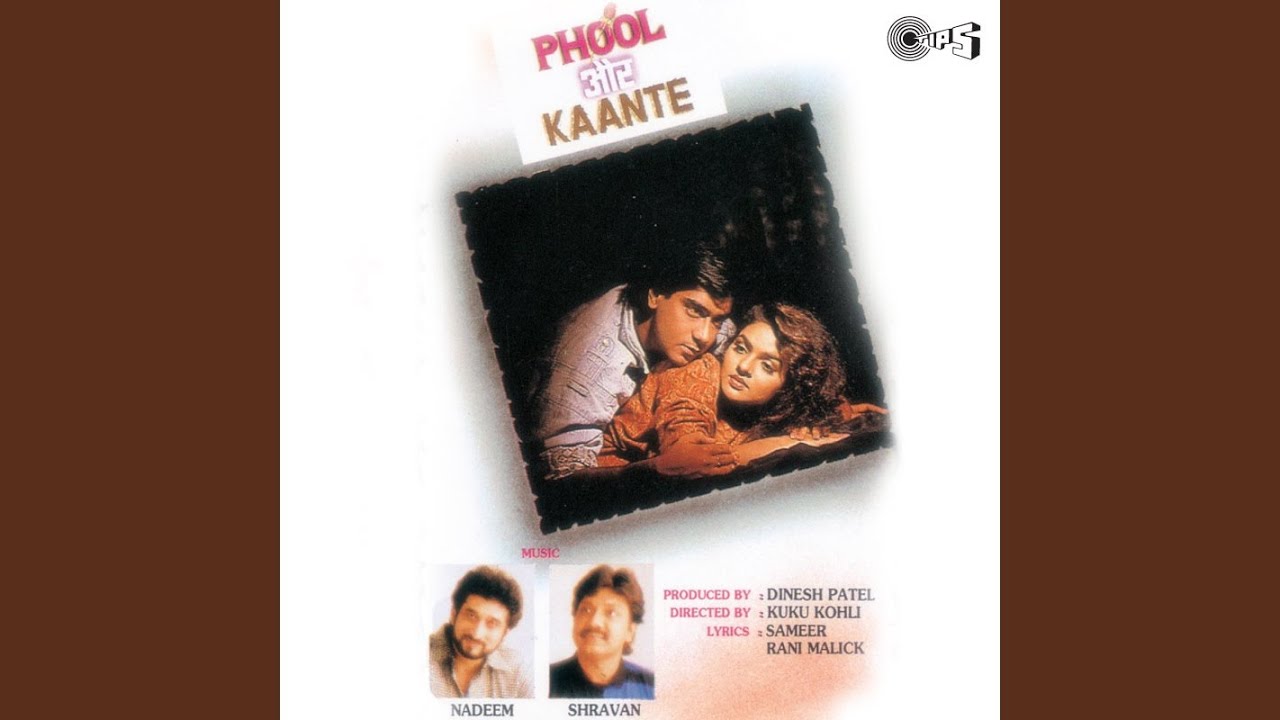 PHOOL
और
KAANTE
TIPS
MUSIC
NADEEM
SHRAVAN
PRODUCED BY : DINESH PATEL
DIRECTED BY : KUKU KOHLI
LYRICS : SAMEER
RANI MALICK